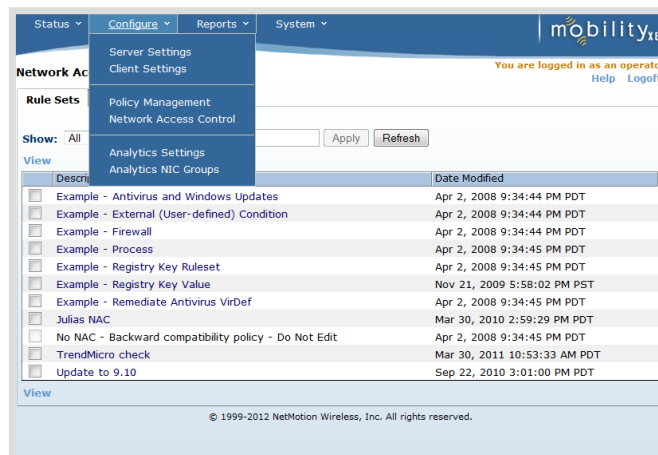 Status Configure Reports System
mobilityXE
Server Settings
Client Settings
Policy Management
Network Access Control
Analytics Settings
Analytics NIC Groups
You are logged in as an operato
Help Logoff
Network Ac
Rule Sets
Show: All Apply Refresh
View
Descrip Date Modified
Example - Antivirus and Windows Updates Apr 2, 2008 9:34:44 PM PDT
Example - External (User-defined) Condition Apr 2, 2008 9:34:44 PM PDT
Example - Firewall Apr 2, 2008 9:34:44 PM PDT
Example - Process Apr 2, 2008 9:34:45 PM PDT
Example - Registry Key Ruleset Apr 2, 2008 9:34:45 PM PDT
Example - Registry Key Value Nov 21, 2009 5:58:02 PM PST
Example - Remediate Antivirus VirDef Apr 2, 2008 9:34:45 PM PDT
Julias NAC Mar 30, 2010 2:59:29 PM PDT
No NAC - Backward compatibility policy - Do Not Edit Apr 2, 2008 9:34:45 PM PDT
TrendMicro check Mar 30, 2011 10:53:33 AM PDT
Update to 9.10 Sep 22, 2010 3:01:00 PM PDT
View
© 1999-2012 NetMotion Wireless, Inc. All rights reserved.